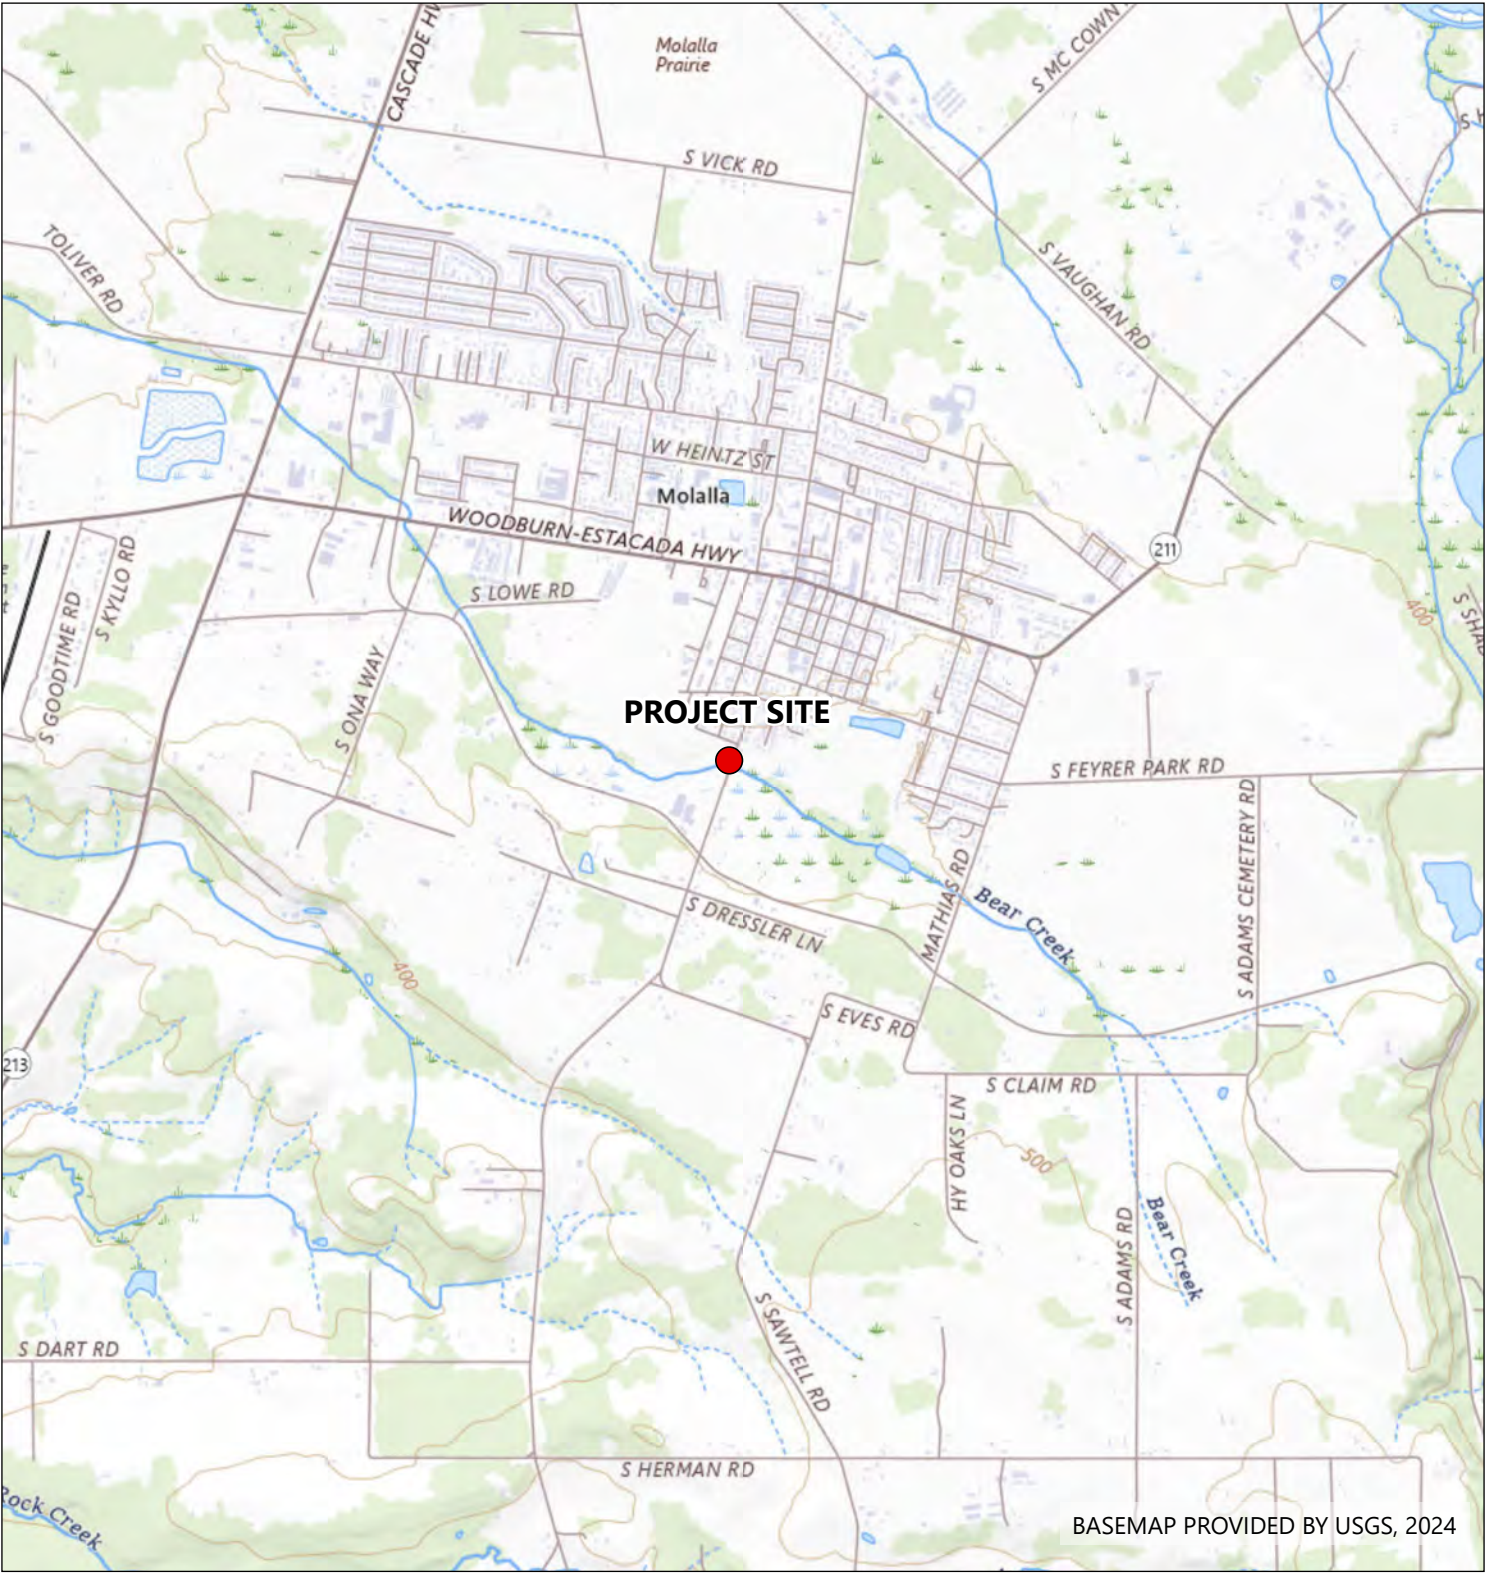 CASCADE HW
Molalla
Prairie
S MC COWN
S VICK RD
TOLIVER RD
S VAUGHAN RD
W HEINTZ ST
Molalla
WOODBURN-ESTACADA HWY
211
S LOWE RD
S KYLLO RD
S GOODTIME RD
400
S SHAD
S ONA WAY
PROJECT SITE
S FEYRER PARK RD
S ADAMS CEMETERY RD
MATHIAS RD
Bear Creek
S DRESSLER LN
400
S EVES RD
213
S CLAIM RD
HY OAKS LN
500
S ADAMS RD
Bear Creek
S SAWTELL RD
S DART RD
S HERMAN RD
Rock Creek
BASEMAP PROVIDED BY USGS, 2024